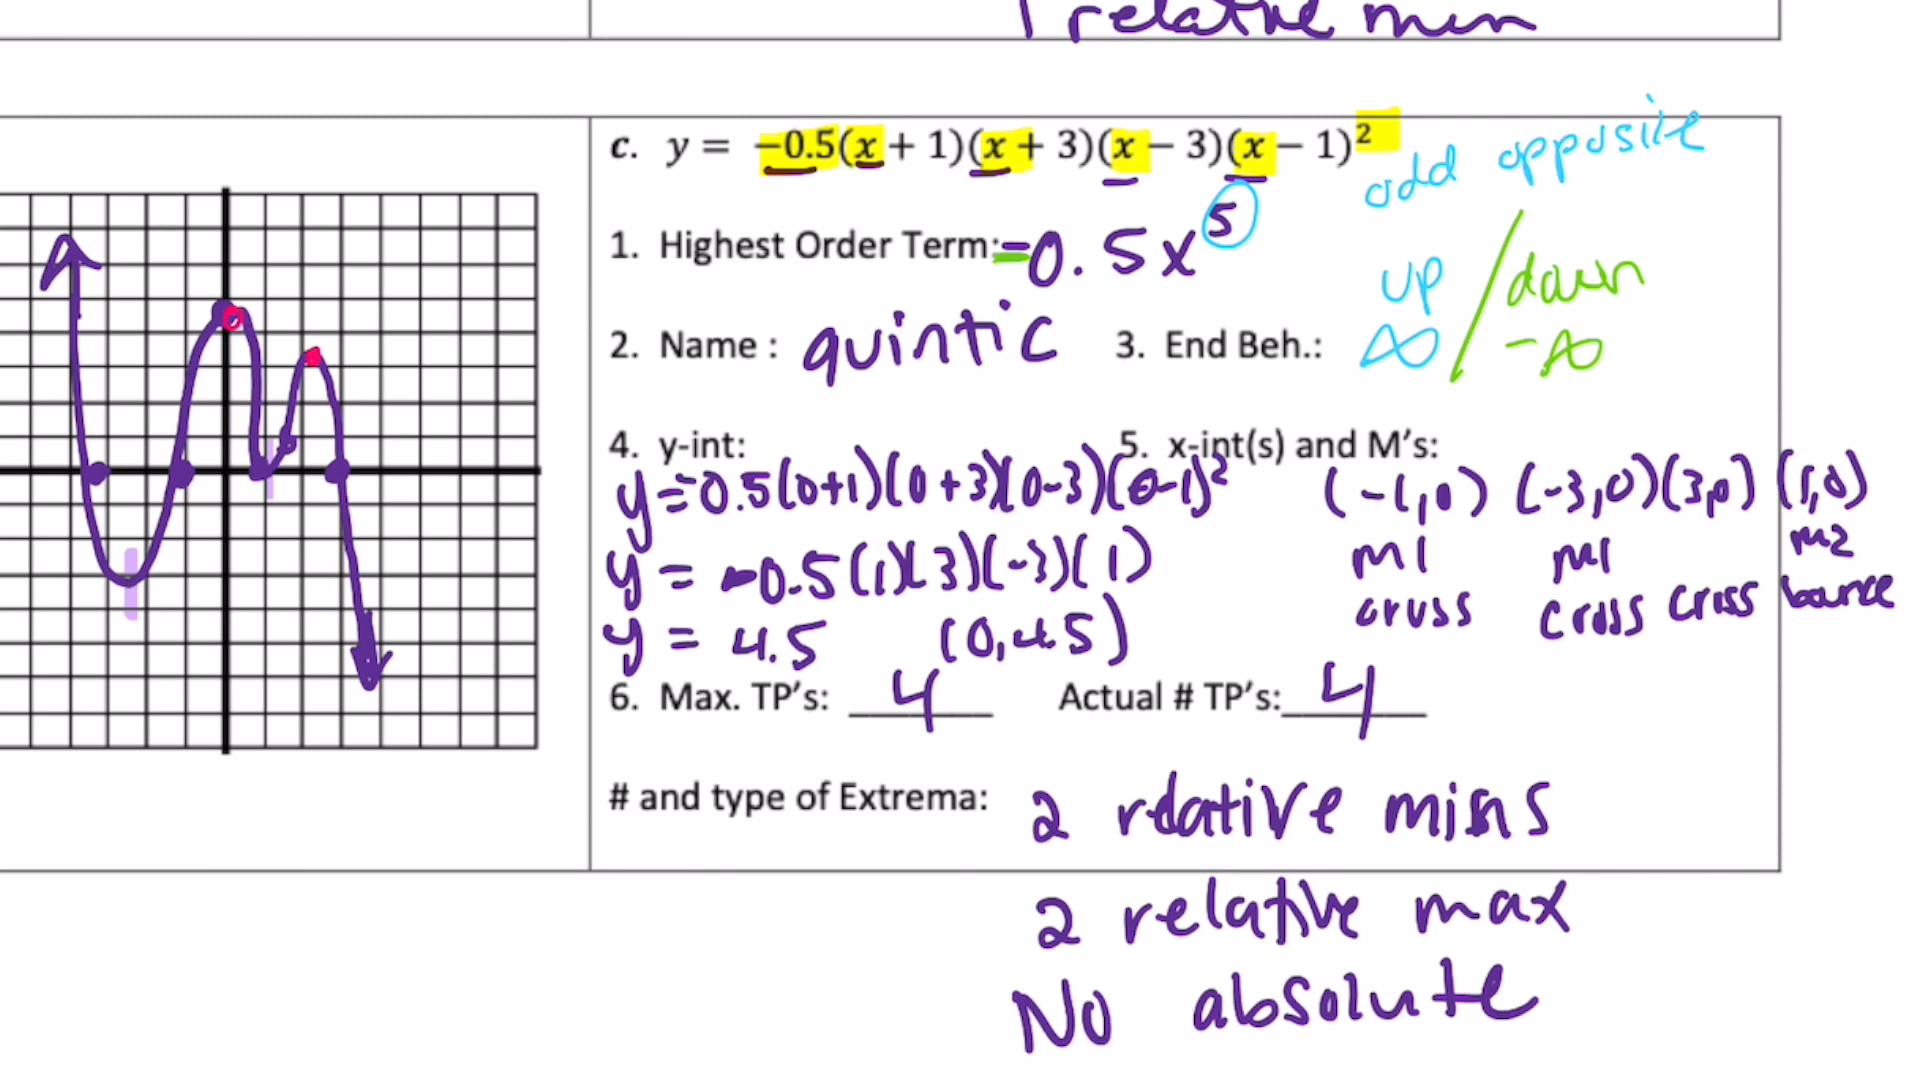 1 relative min
c. y = −0.5(x + 1)(x + 3)(x − 3)(x − 1)²
odd opposite
1. Highest Order Term: -0.5x⁵
up / down
2. Name : quintic 3. End Beh.: ∞ / -∞
4. y-int: 5. x-int(s) and M's:
y=-0.5(0+1)(0+3)(0-3)(0-1)² (-1,0) (-3,0) (3,0) (1,0)
y = -0.5(1)(3)(-3)(1) m1 m1 m2
cross cross cross bounce
y = 4.5 (0,4.5)
6. Max. TP's: 4 Actual # TP's: 4
# and type of Extrema: 2 relative mins
2 relative max
No absolute